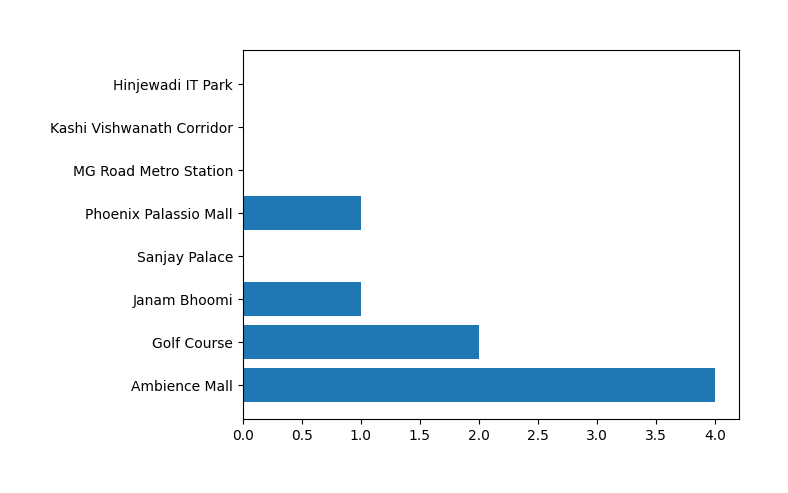 Hinjewadi IT Park
Kashi Vishwanath Corridor
MG Road Metro Station
Phoenix Palassio Mall
Sanjay Palace
Janam Bhoomi
Golf Course
Ambience Mall
0.0 0.5 1.0 1.5 2.0 2.5 3.0 3.5 4.0